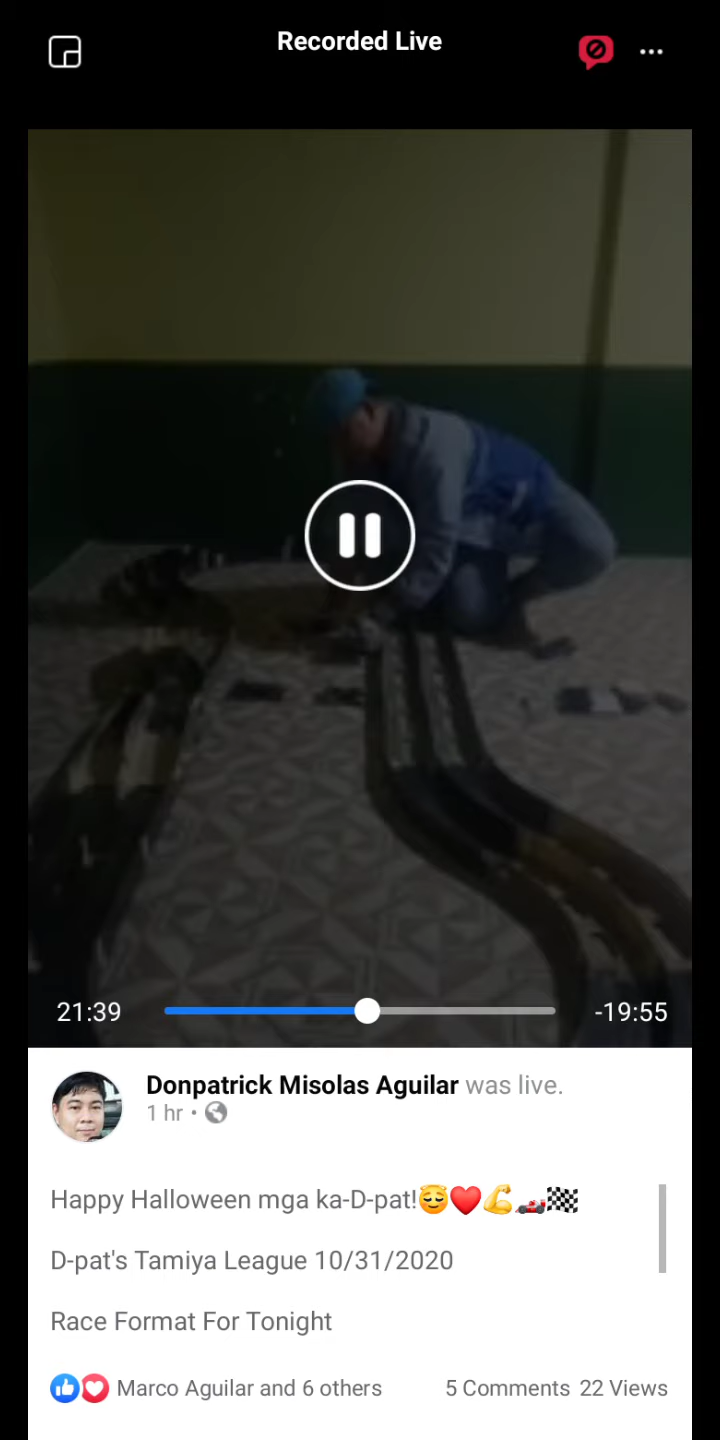 Recorded Live
21:39
-19:55
Donpatrick Misolas Aguilar was live.
1 hr •
Happy Halloween mga ka-D-pat!😇❤️💪🏎️🏁
D-pat's Tamiya League 10/31/2020
Race Format For Tonight
Marco Aguilar and 6 others
5 Comments 22 Views